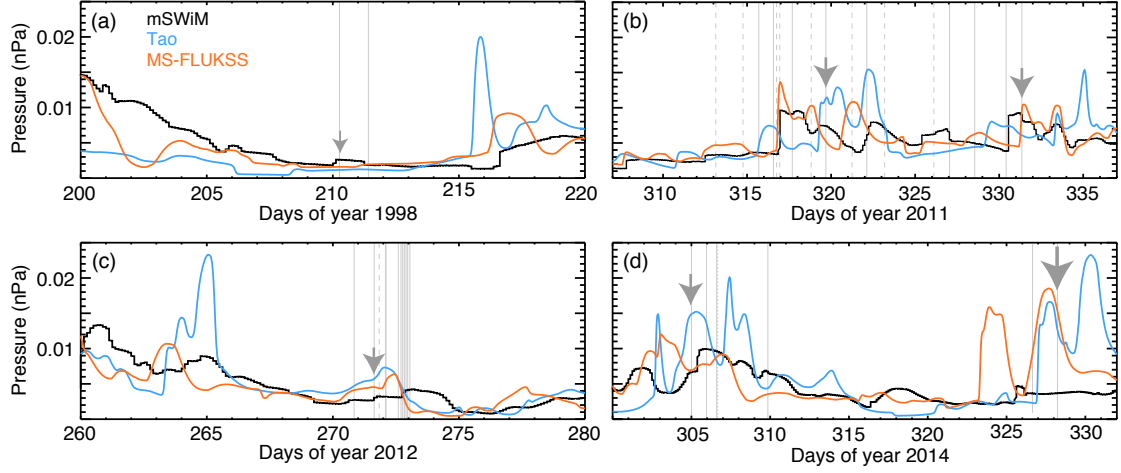 (a)
mSWiM
Tao
MS-FLUKSS
(b)
Pressure (nPa)
0.02
0.01
200 205 210 215 220
310 315 320 325 330 335
Days of year 1998
Days of year 2011
(c)
(d)
Pressure (nPa)
0.02
0.01
260 265 270 275 280
305 310 315 320 325 330
Days of year 2012
Days of year 2014